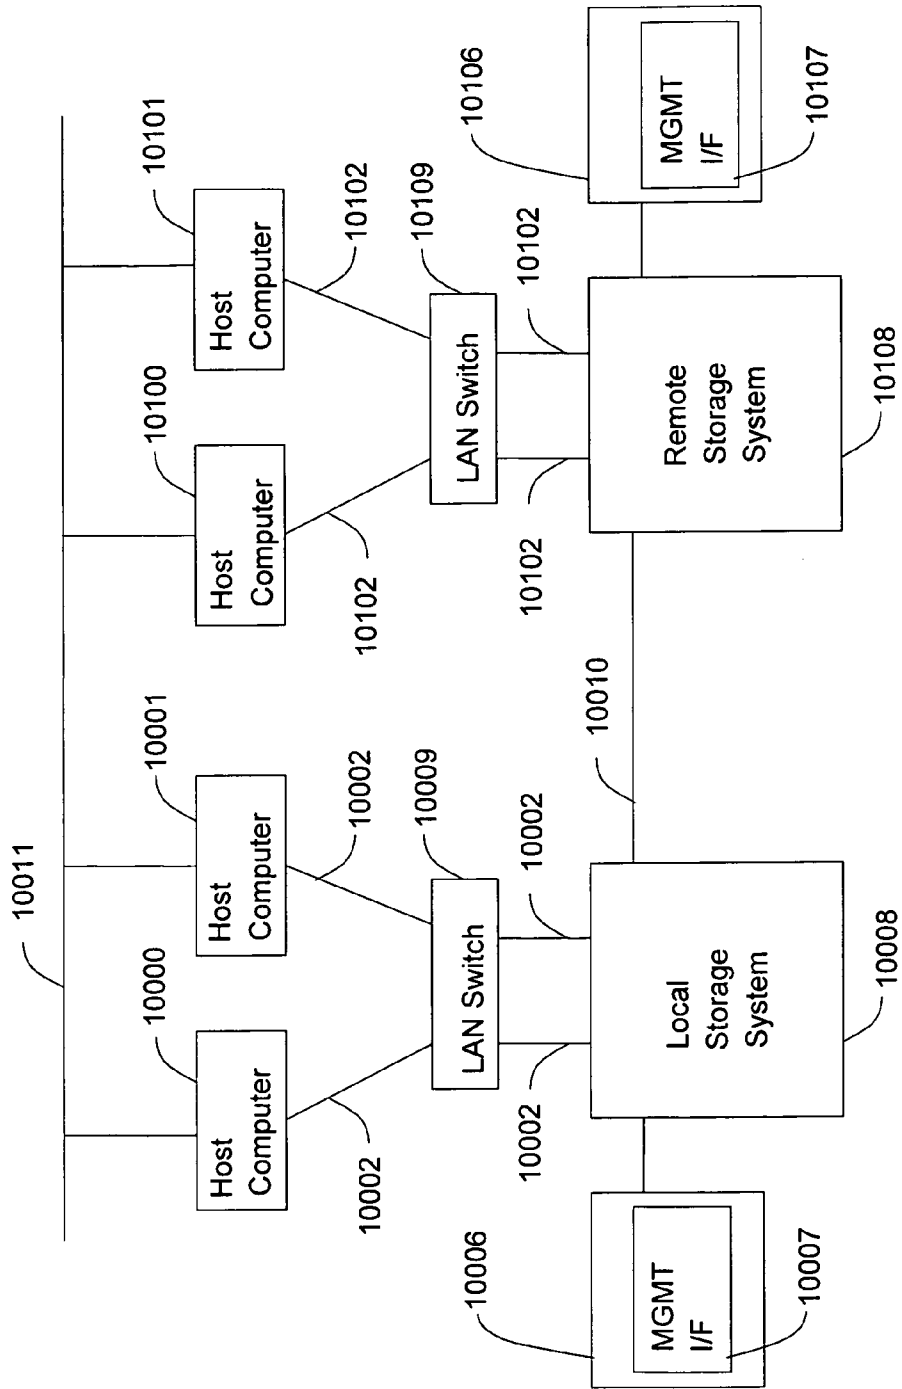 10011
10000
10001
10100
10101
Host
Computer
Host
Computer
Host
Computer
Host
Computer
10002
10002
10102
10102
10009
10109
LAN Switch
LAN Switch
10006
10106
10002
10002
10102
10102
10010
MGMT
I/F
Local
Storage
System
Remote
Storage
System
MGMT
I/F
10007
10008
10108
10107